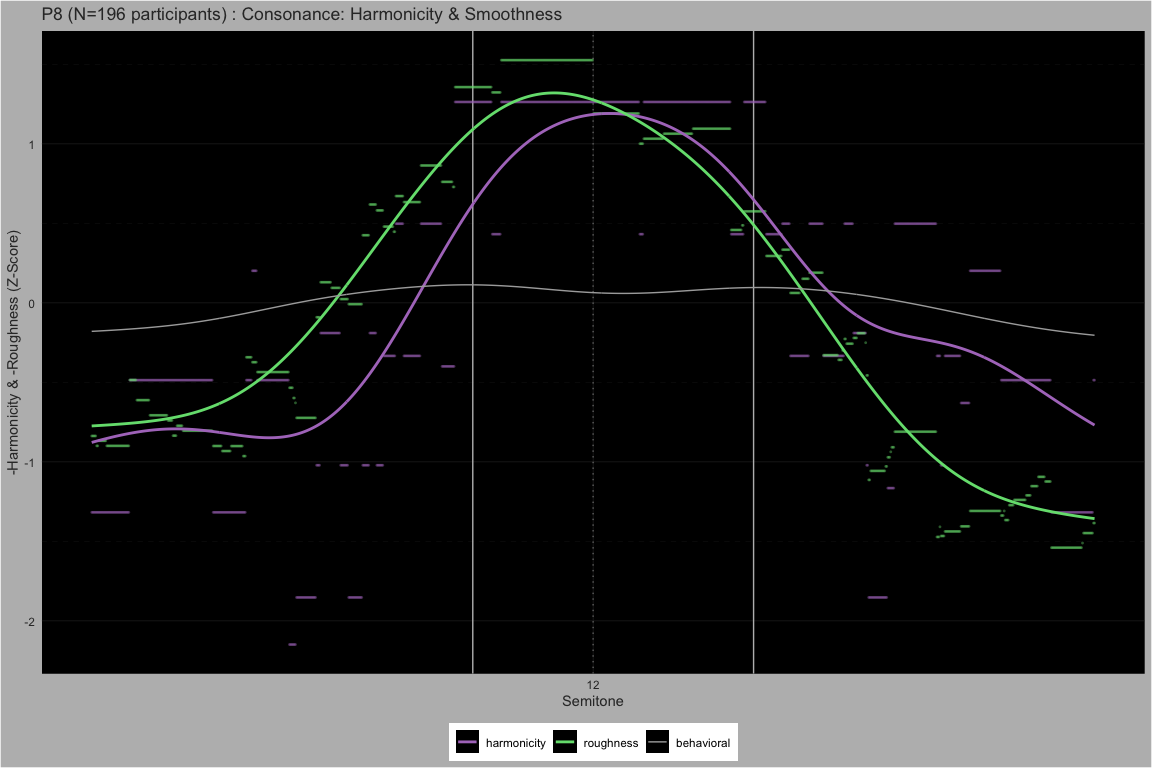 P8 (N=196 participants) : Consonance: Harmonicity & Smoothness
-Harmonicity & -Roughness (Z-Score)
1
0
-1
-2
12
Semitone
harmonicity roughness behavioral